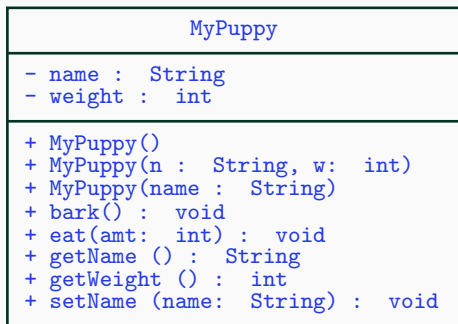 MyPuppy
- name : String
- weight : int
+ MyPuppy()
+ MyPuppy(n : String, w: int)
+ MyPuppy(name : String)
+ bark() : void
+ eat(amt: int) : void
+ getName () : String
+ getWeight () : int
+ setName (name: String) : void